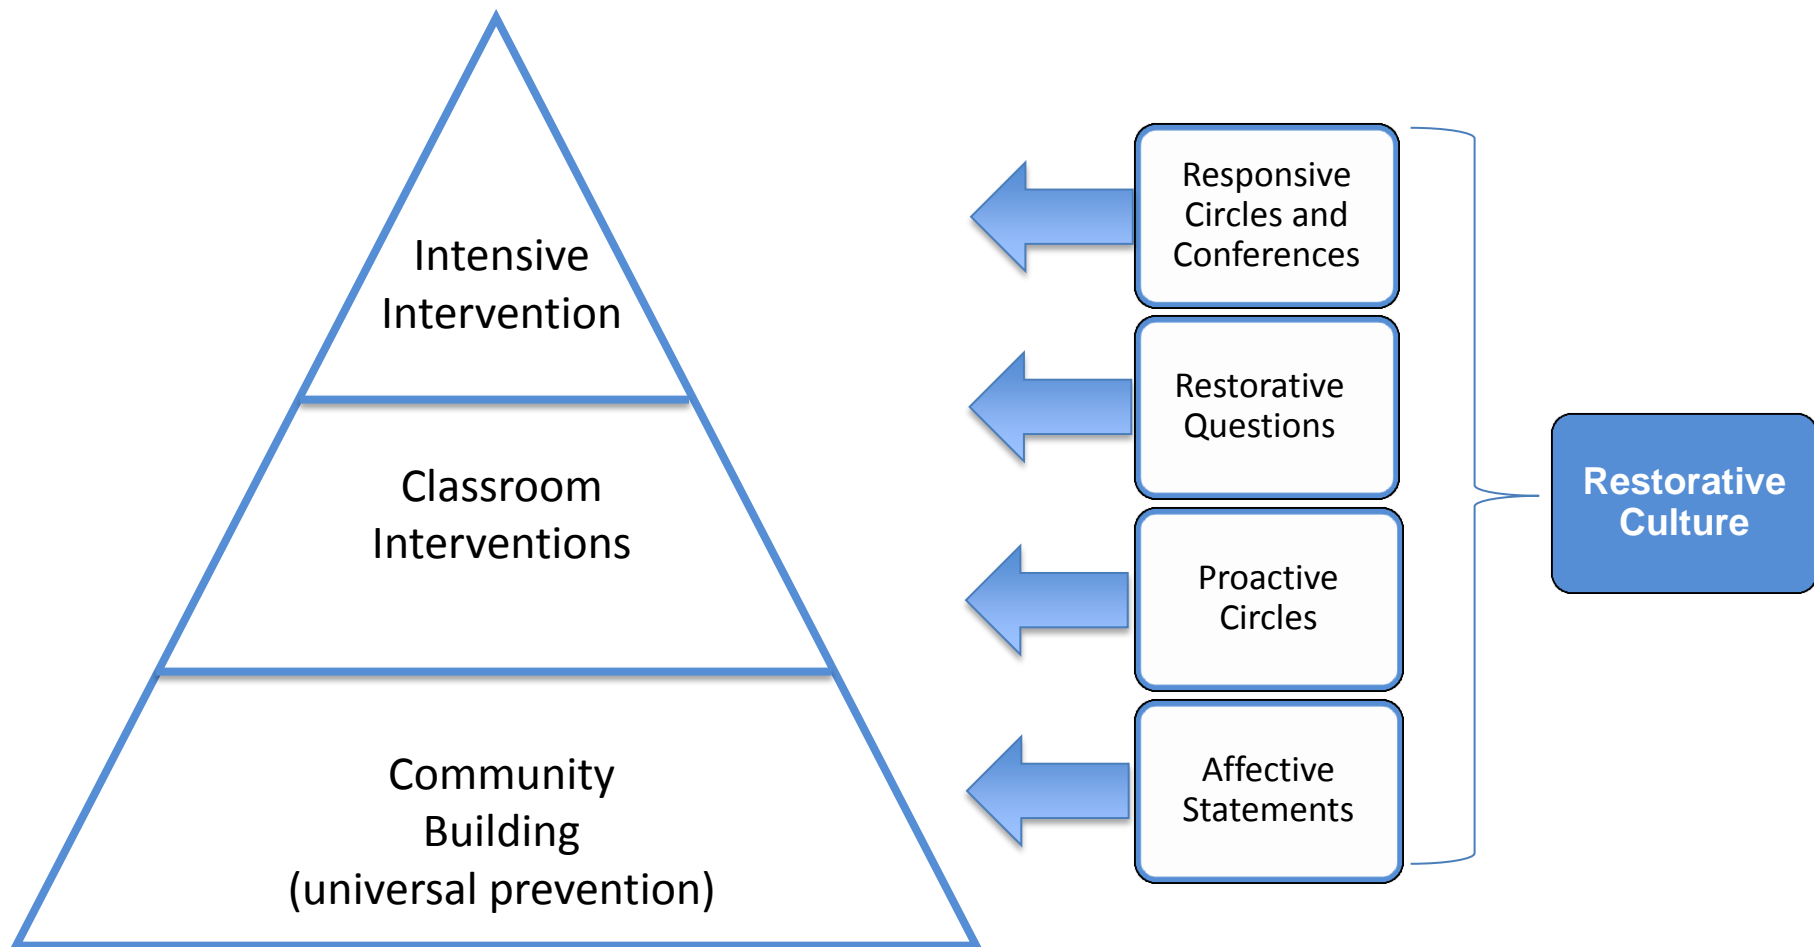 Intensive
Intervention
Classroom
Interventions
Community
Building
(universal prevention)
Responsive
Circles and
Conferences
Restorative
Questions
Proactive
Circles
Affective
Statements
Restorative
Culture